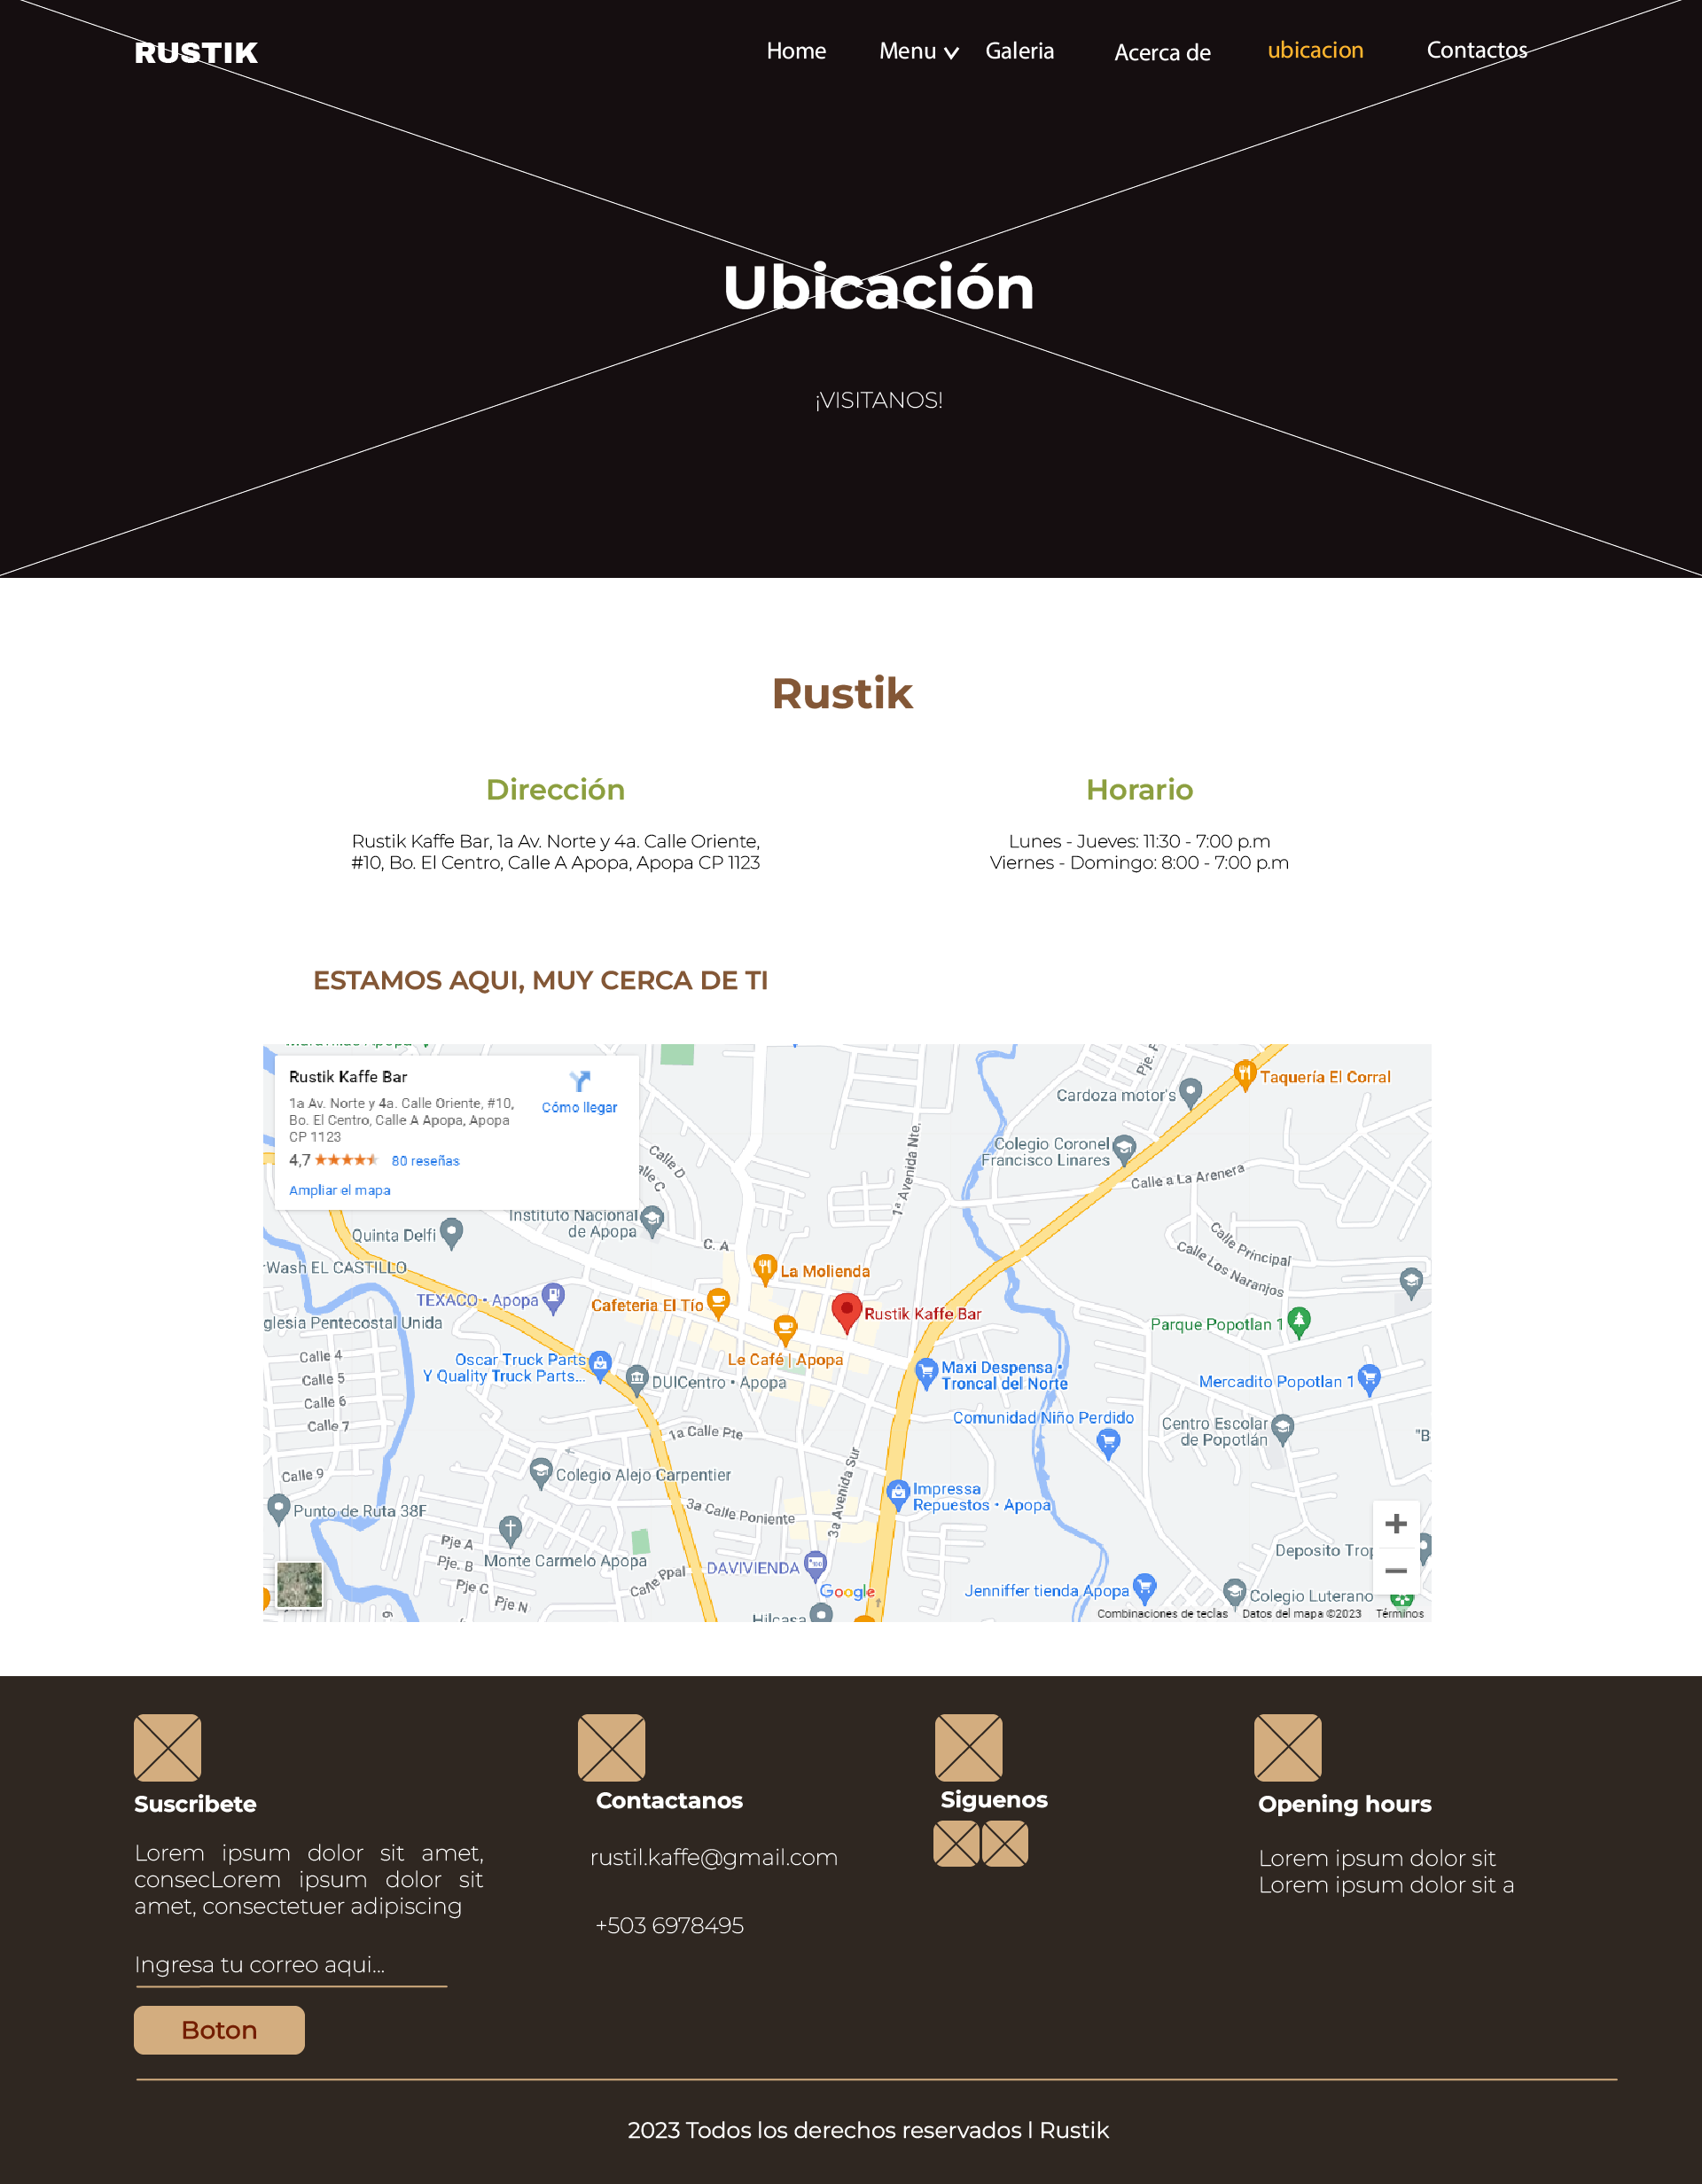 RUSTIK
Home Menu Galeria Acerca de ubicacion Contactos
Ubicación
¡VISITANOS!
Rustik
Dirección
Rustik Kaffe Bar, 1a Av. Norte y 4a. Calle Oriente,
#10, Bo. El Centro, Calle A Apopa, Apopa CP 1123
Horario
Lunes - Jueves: 11:30 - 7:00 p.m
Viernes - Domingo: 8:00 - 7:00 p.m
ESTAMOS AQUI, MUY CERCA DE TI
Rustik Kaffe Bar
1a Av. Norte y 4a. Calle Oriente, #10,
Bo. El Centro, Calle A Apopa, Apopa
CP 1123
4,7 80 reseñas
Ampliar el mapa
Cómo llegar
Taquería El Corral
Cardoza motor's
Pje.
Colegio Coronel
Francisco Linares
1ª Avenida Nte.
Calle a La Arenera
Calle D
alle C
Instituto Nacional
de Apopa
Quinta Delfi
C. A
Calle Principal
Calle Los Naranjos
rWash EL CASTILLO
La Molienda
TEXACO • Apopa
Cafeteria El Tío
Rustik Kaffe Bar
glesia Pentecostal Unida
Parque Popotlan 1
Le Café | Apopa
Calle 4
Calle 5
Calle 6
Calle 7
Oscar Truck Parts
Y Quality Truck Parts...
DUICentro • Apopa
Maxi Despensa •
Troncal del Norte
Mercadito Popotlan 1
Comunidad Niño Perdido
Centro Escolar
de Popotlán
"B
1a Calle Pte
Calle 9
Colegio Alejo Carpentier
3a Avenida Sur
Impressa
Repuestos • Apopa
Punto de Ruta 38F
3a Calle Poniente
Pje A
Pje. B
Pje C
Pje N
Monte Carmelo Apopa
Calle Ppal
DAVIVIENDA
Google
Deposito Trop
Jenniffer tienda Apopa
Colegio Luterano
Hilcasa
Combinaciones de teclas Datos del mapa ©2023 Términos
Suscribete
Lorem ipsum dolor sit amet,
consecLorem ipsum dolor sit
amet, consectetuer adipiscing
Ingresa tu correo aqui...
Boton
Contactanos
rustil.kaffe@gmail.com
+503 6978495
Siguenos
Opening hours
Lorem ipsum dolor sit
Lorem ipsum dolor sit a
2023 Todos los derechos reservados l Rustik